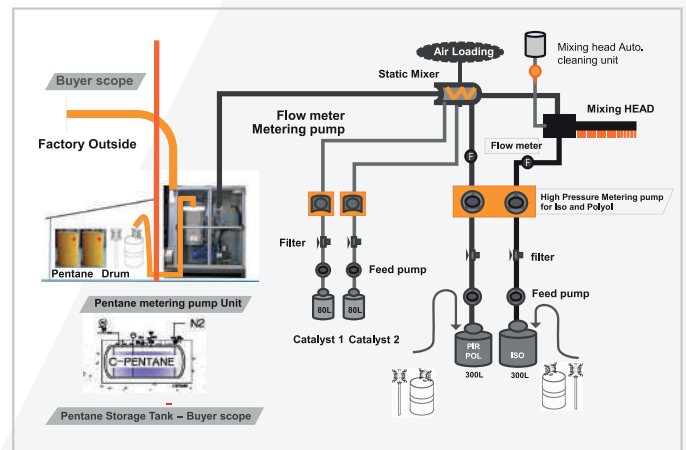 Air Loading
Mixing head Auto.
cleaning unit
Static Mixer
Buyer scope
Flow meter
Metering pump
Mixing HEAD
Factory Outside
Flow meter
F
F
High Pressure Metering pump
for Iso and Polyol
Filter
filter
Pentane Drum
Feed pump
Feed pump
Pentane metering pump Unit
80L
80L
N2
Catalyst 1 Catalyst 2
PIR
POL
ISO
C-PENTANE
300L
300L
Pentane Storage Tank – Buyer scope